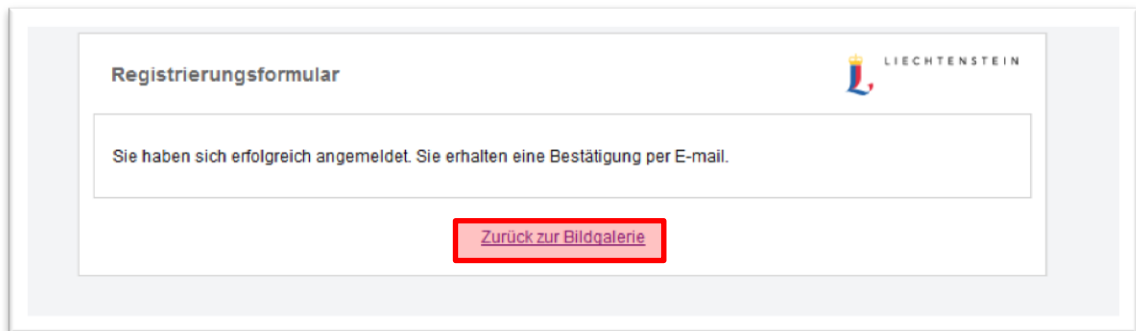 Registrierungsformular
LIECHTENSTEIN
Sie haben sich erfolgreich angemeldet. Sie erhalten eine Bestätigung per E-mail.
Zurück zur Bildgalerie